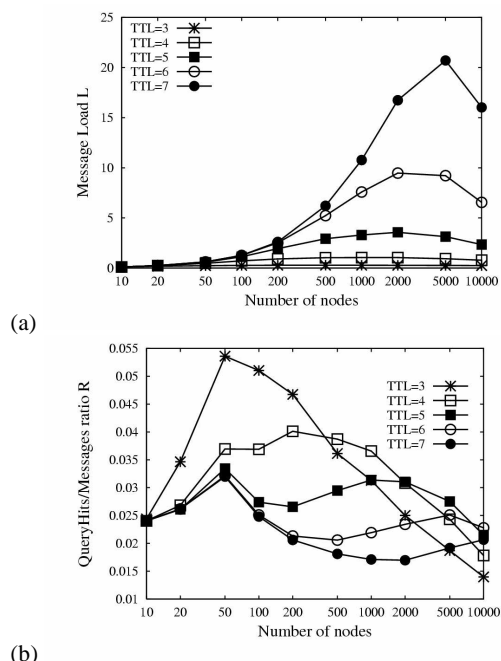 25
20
15
10
5
0
Message Load L
TTL=3
TTL=4
TTL=5
TTL=6
TTL=7
10 20 50 100 200 500 1000 2000 5000 10000
Number of nodes
(a)
0.055
0.05
0.045
0.04
0.035
0.03
0.025
0.02
0.015
0.01
QueryHits/Messages ratio R
TTL=3
TTL=4
TTL=5
TTL=6
TTL=7
10 20 50 100 200 500 1000 2000 5000 10000
Number of nodes
(b)